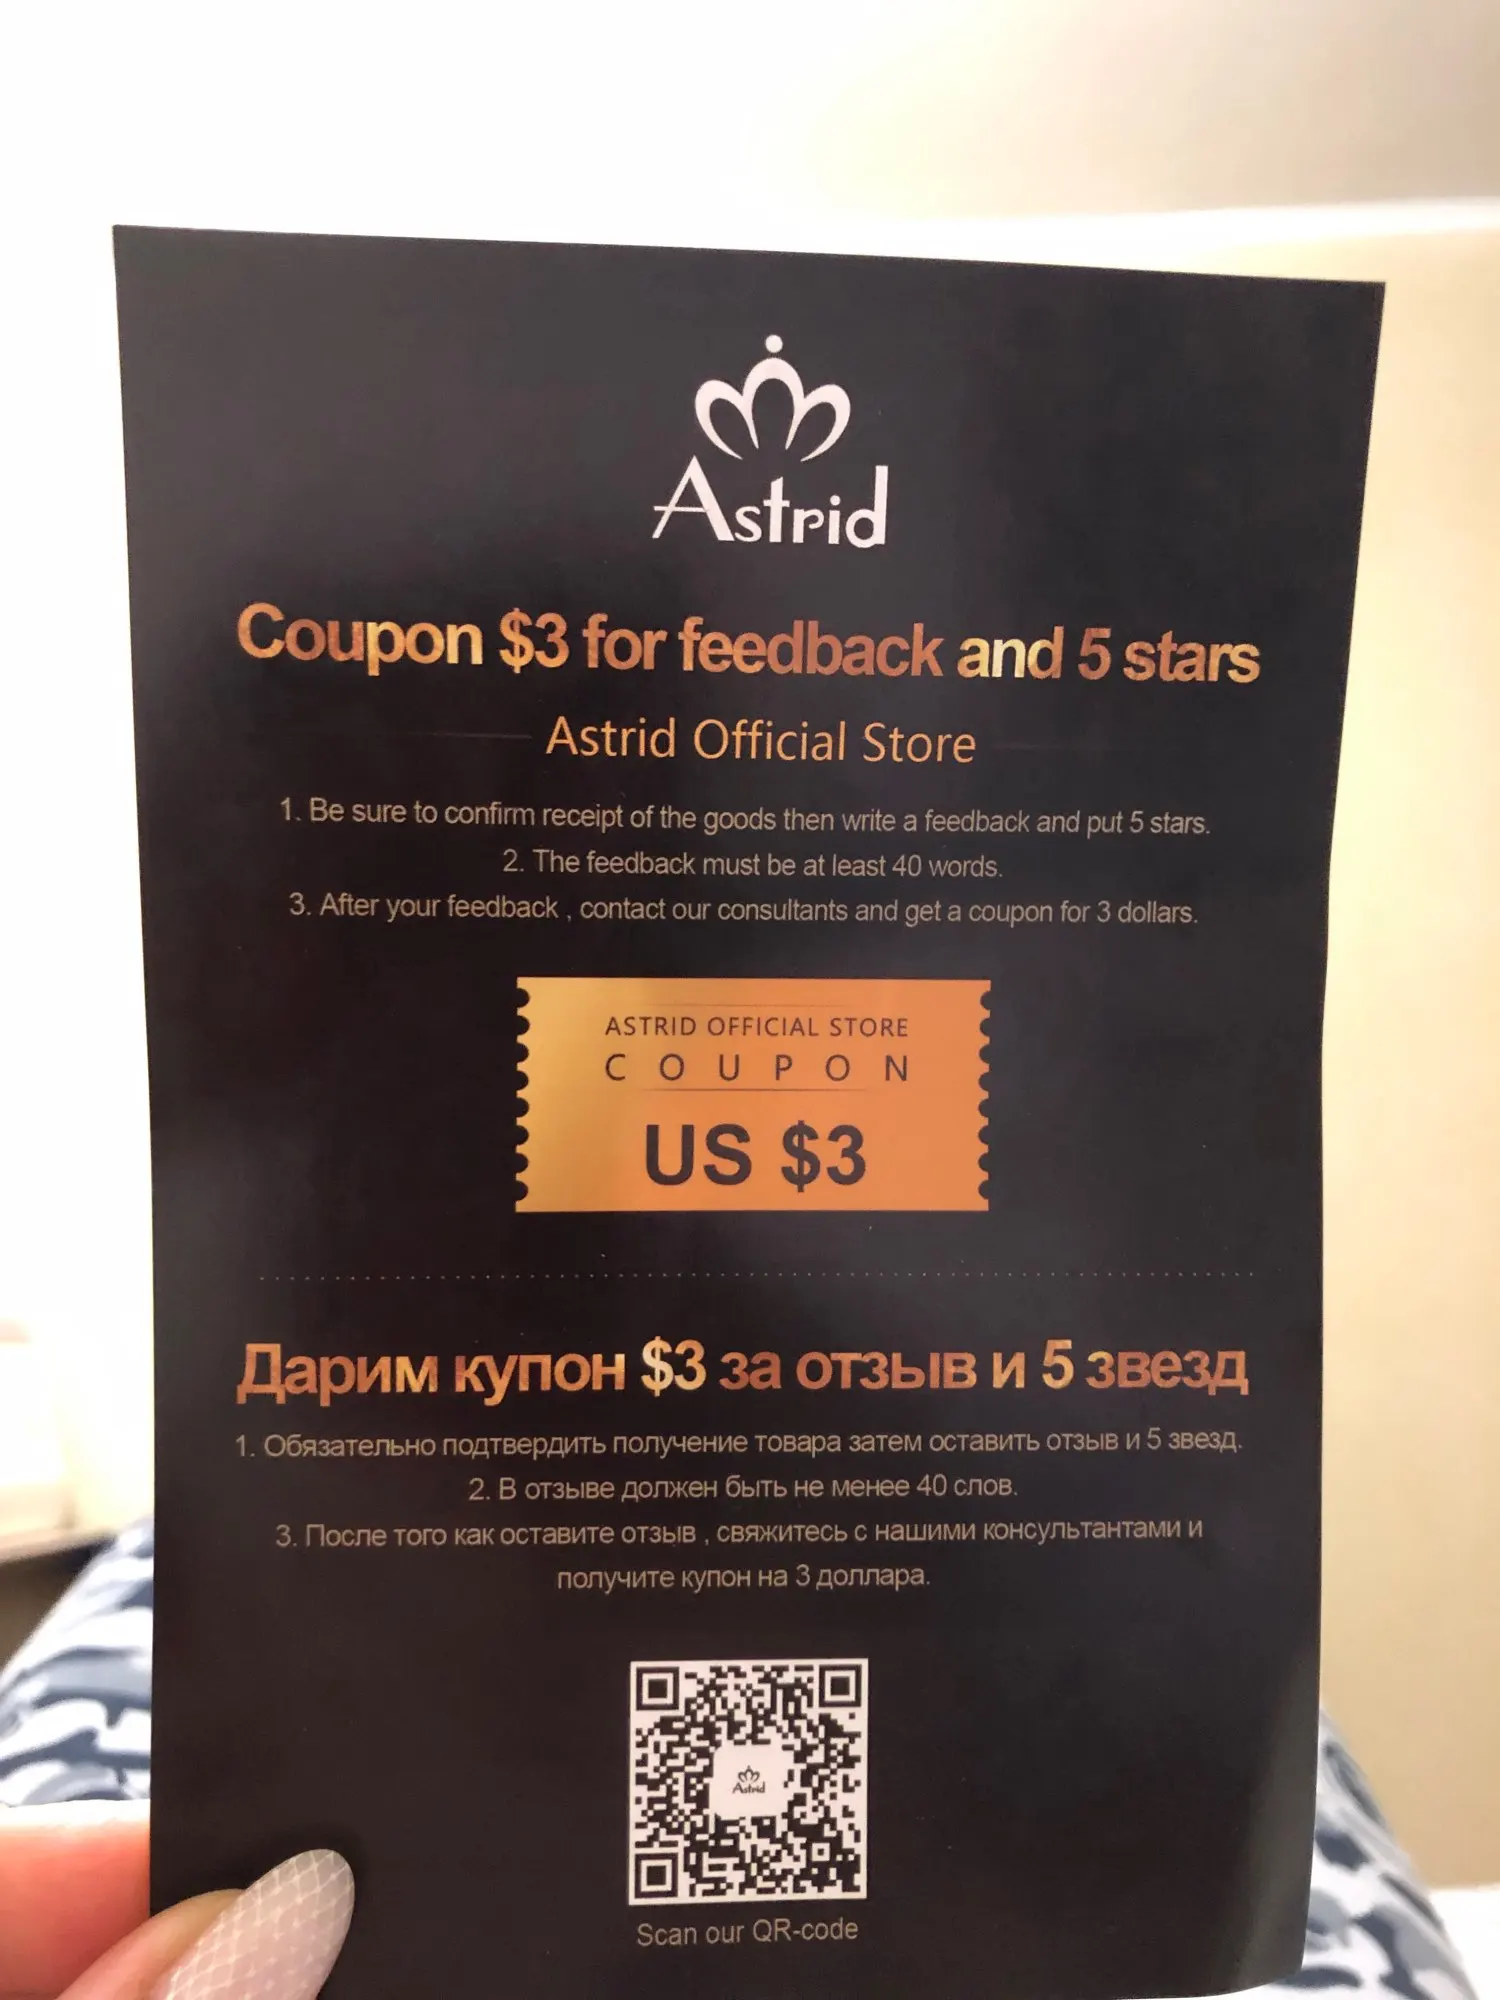 Astrid
Coupon $3 for feedback and 5 stars
Astrid Official Store
1. Be sure to confirm receipt of the goods then write a feedback and put 5 stars.
2. The feedback must be at least 40 words.
3. After your feedback , contact our consultants and get a coupon for 3 dollars.
ASTRID OFFICIAL STORE
COUPON
US $3
Дарим купон $3 за отзыв и 5 звезд
1. Обязательно подтвердить получение товара затем оставить отзыв и 5 звезд.
2. В отзыве должен быть не менее 40 слов.
3. После того как оставите отзыв , свяжитесь с нашими консультантами и
получите купон на 3 доллара.
Astrid
Scan our QR-code